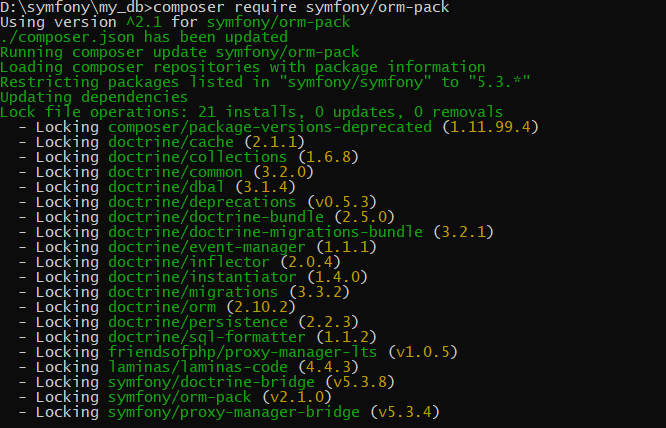 D:\symfony\my_db>composer require symfony/orm-pack
Using version ^2.1 for symfony/orm-pack
./composer.json has been updated
Running composer update symfony/orm-pack
Loading composer repositories with package information
Restricting packages listed in "symfony/symfony" to "5.3.*"
Updating dependencies
Lock file operations: 21 installs, 0 updates, 0 removals
  - Locking composer/package-versions-deprecated (1.11.99.4)
  - Locking doctrine/cache (2.1.1)
  - Locking doctrine/collections (1.6.8)
  - Locking doctrine/common (3.2.0)
  - Locking doctrine/dbal (3.1.4)
  - Locking doctrine/deprecations (v0.5.3)
  - Locking doctrine/doctrine-bundle (2.5.0)
  - Locking doctrine/doctrine-migrations-bundle (3.2.1)
  - Locking doctrine/event-manager (1.1.1)
  - Locking doctrine/inflector (2.0.4)
  - Locking doctrine/instantiator (1.4.0)
  - Locking doctrine/migrations (3.3.2)
  - Locking doctrine/orm (2.10.2)
  - Locking doctrine/persistence (2.2.3)
  - Locking doctrine/sql-formatter (1.1.2)
  - Locking friendsofphp/proxy-manager-lts (v1.0.5)
  - Locking laminas/laminas-code (4.4.3)
  - Locking symfony/doctrine-bridge (v5.3.8)
  - Locking symfony/orm-pack (v2.1.0)
  - Locking symfony/proxy-manager-bridge (v5.3.4)